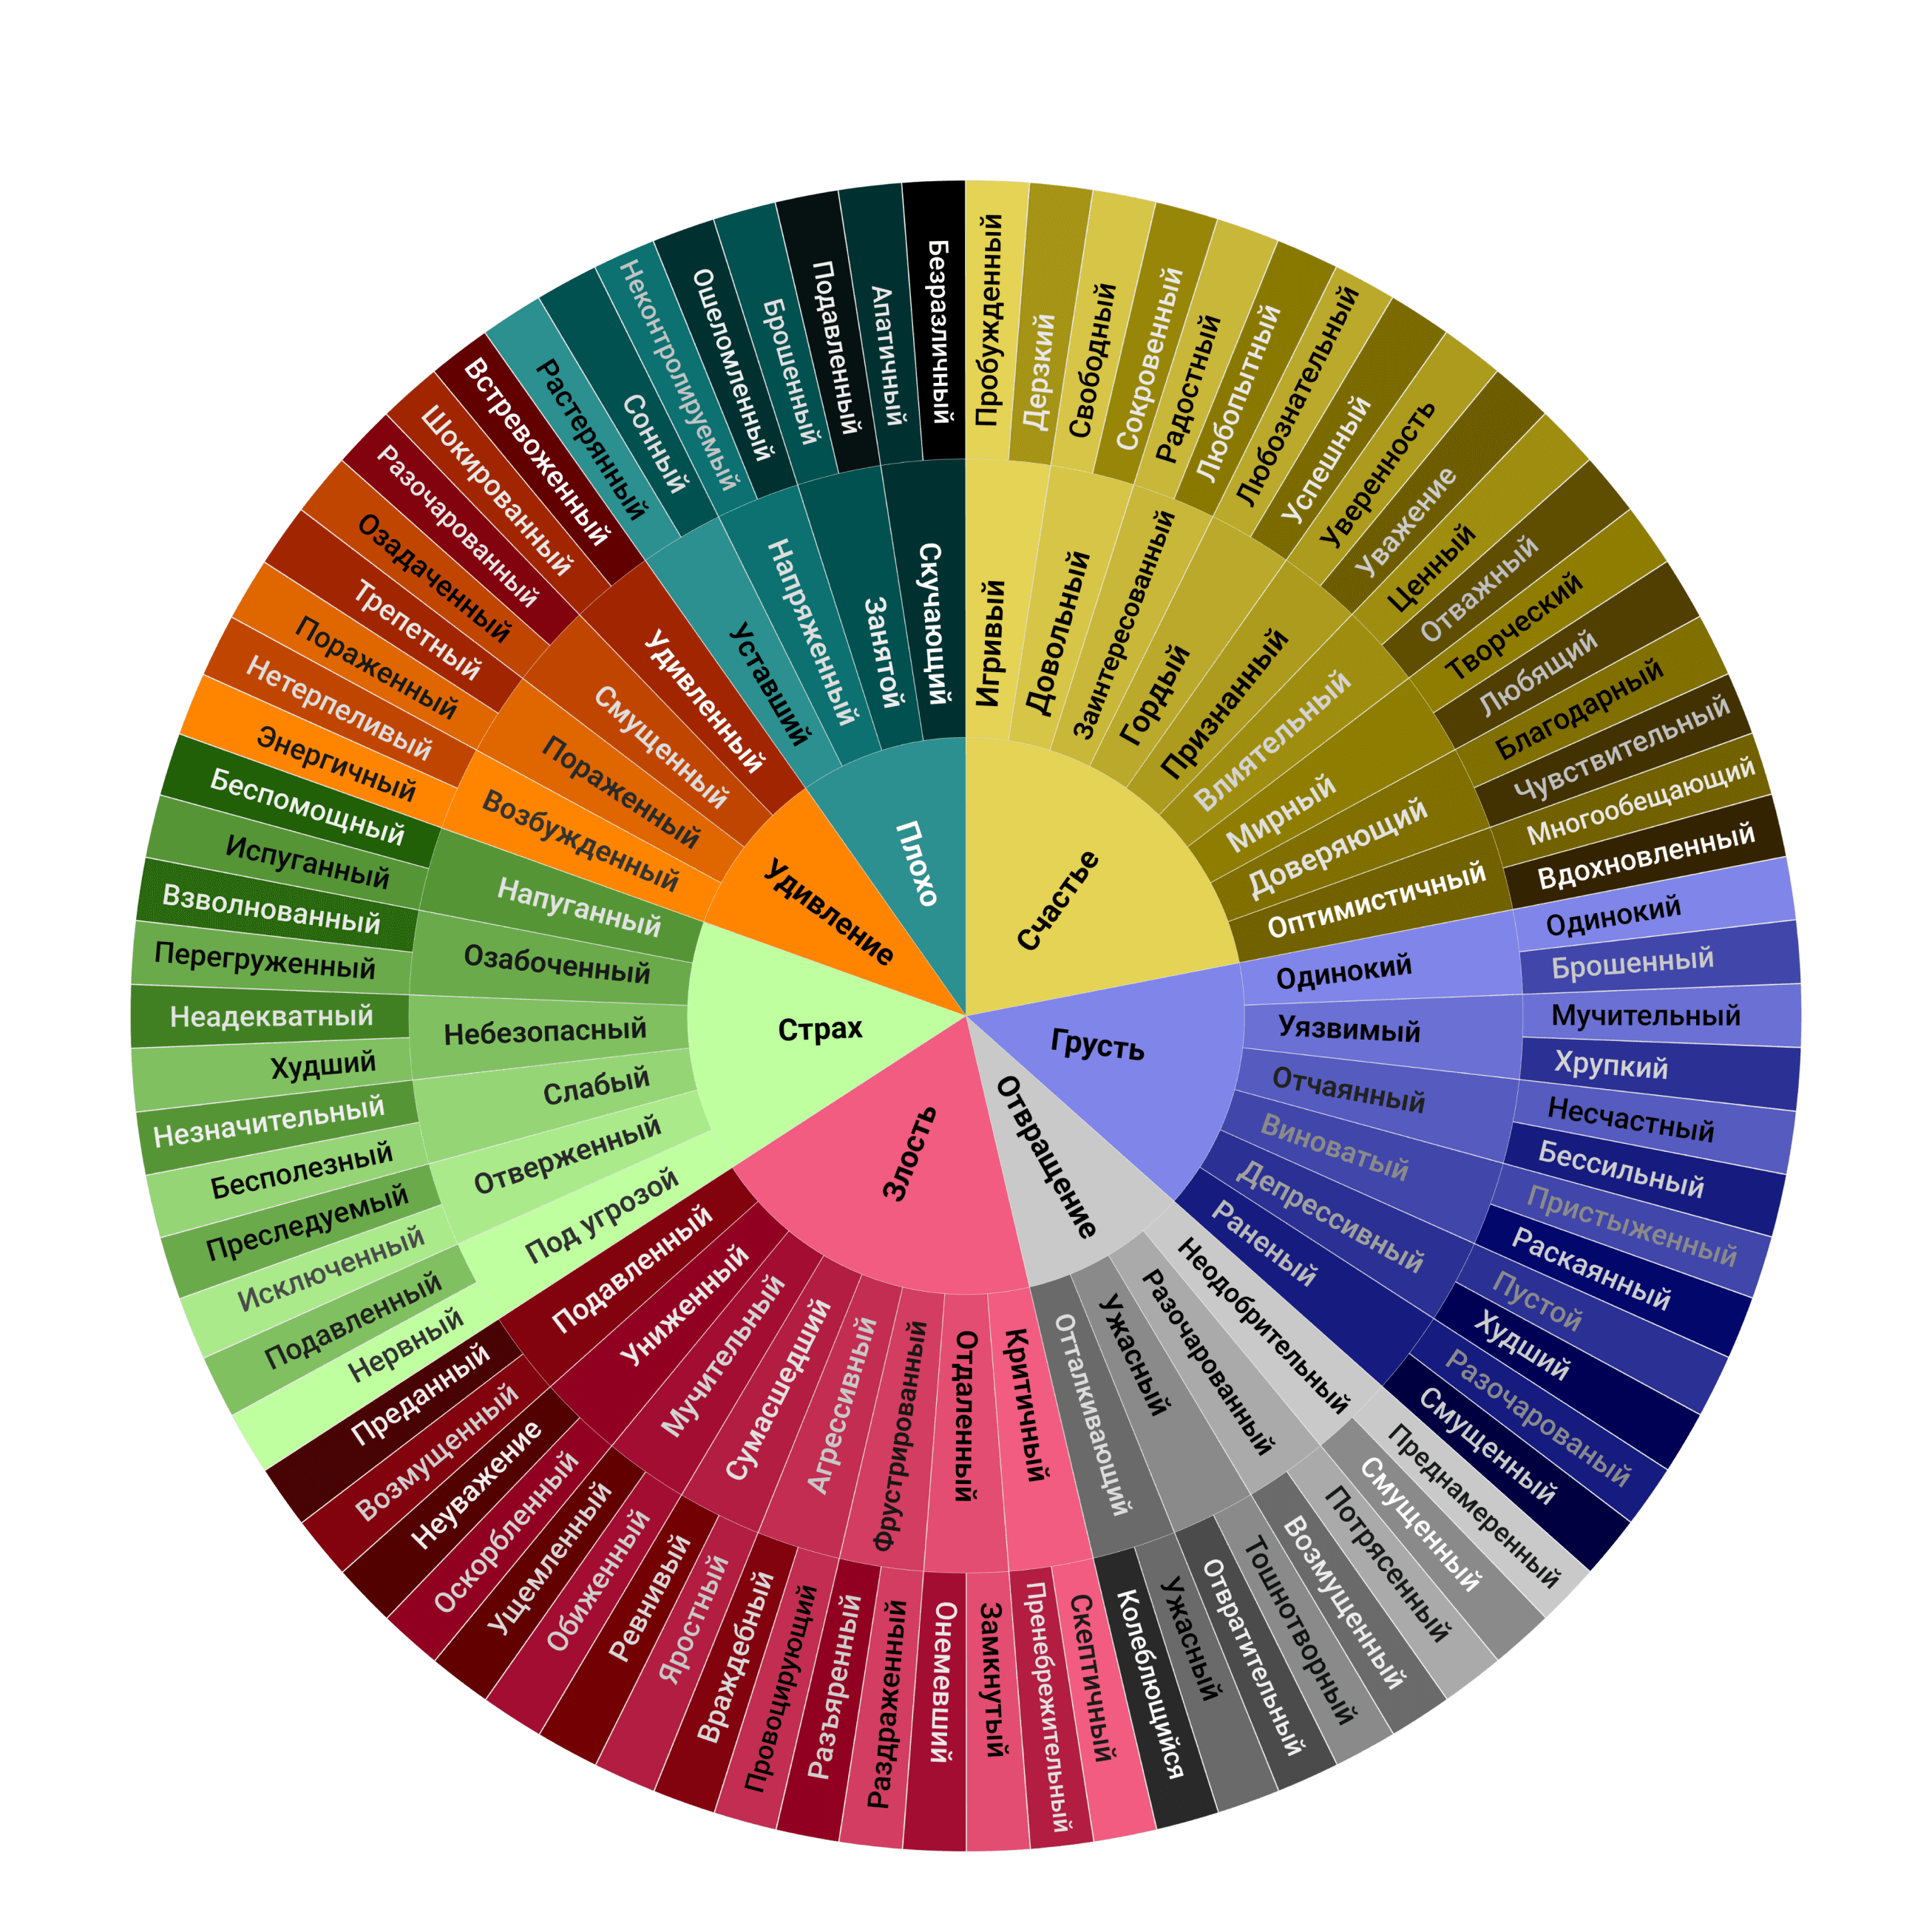 Счастье
Грусть
Отвращение
Злость
Страх
Удивление
Плохо
Игривый
Довольный
Заинтересованный
Гордый
Признанный
Влиятельный
Мирный
Доверяющий
Оптимистичный
Одинокий
Уязвимый
Отчаянный
Виноватый
Депрессивный
Раненый
Неодобрительный
Разочарованный
Ужасный
Отталкивающий
Критичный
Отдаленный
Фрустрированный
Агрессивный
Сумасшедший
Мучительный
Униженный
Подавленный
Под угрозой
Отверженный
Слабый
Небезопасный
Озабоченный
Напуганный
Возбужденный
Пораженный
Смущенный
Удивленный
Уставший
Напряженный
Занятой
Скучающий
Пробужденный
Дерзкий
Свободный
Сокровенный
Радостный
Любопытный
Любознательный
Успешный
Уверенность
Уважение
Ценный
Отважный
Творческий
Любящий
Благодарный
Чувствительный
Многообещающий
Вдохновленный
Одинокий
Брошенный
Мучительный
Хрупкий
Несчастный
Бессильный
Пристыженный
Раскаянный
Пустой
Худший
Разочарованый
Смущенный
Преднамеренный
Смущенный
Потрясенный
Возмущенный
Тошнотворный
Отвратительный
Ужасный
Колеблющийся
Скептичный
Пренебрежительный
Замкнутый
Онемевший
Раздраженный
Разъяренный
Провоцирующий
Враждебный
Яростный
Ревнивый
Обиженный
Ущемленный
Оскорбленный
Неуважение
Возмущенный
Преданный
Нервный
Подавленный
Исключенный
Преследуемый
Бесполезный
Незначительный
Худший
Неадекватный
Перегруженный
Взволнованный
Испуганный
Беспомощный
Энергичный
Нетерпеливый
Пораженный
Трепетный
Озадаченный
Разочарованный
Шокированный
Встревоженный
Растерянный
Сонный
Неконтролируемый
Ошеломленный
Брошенный
Подавленный
Апатичный
Безразличный